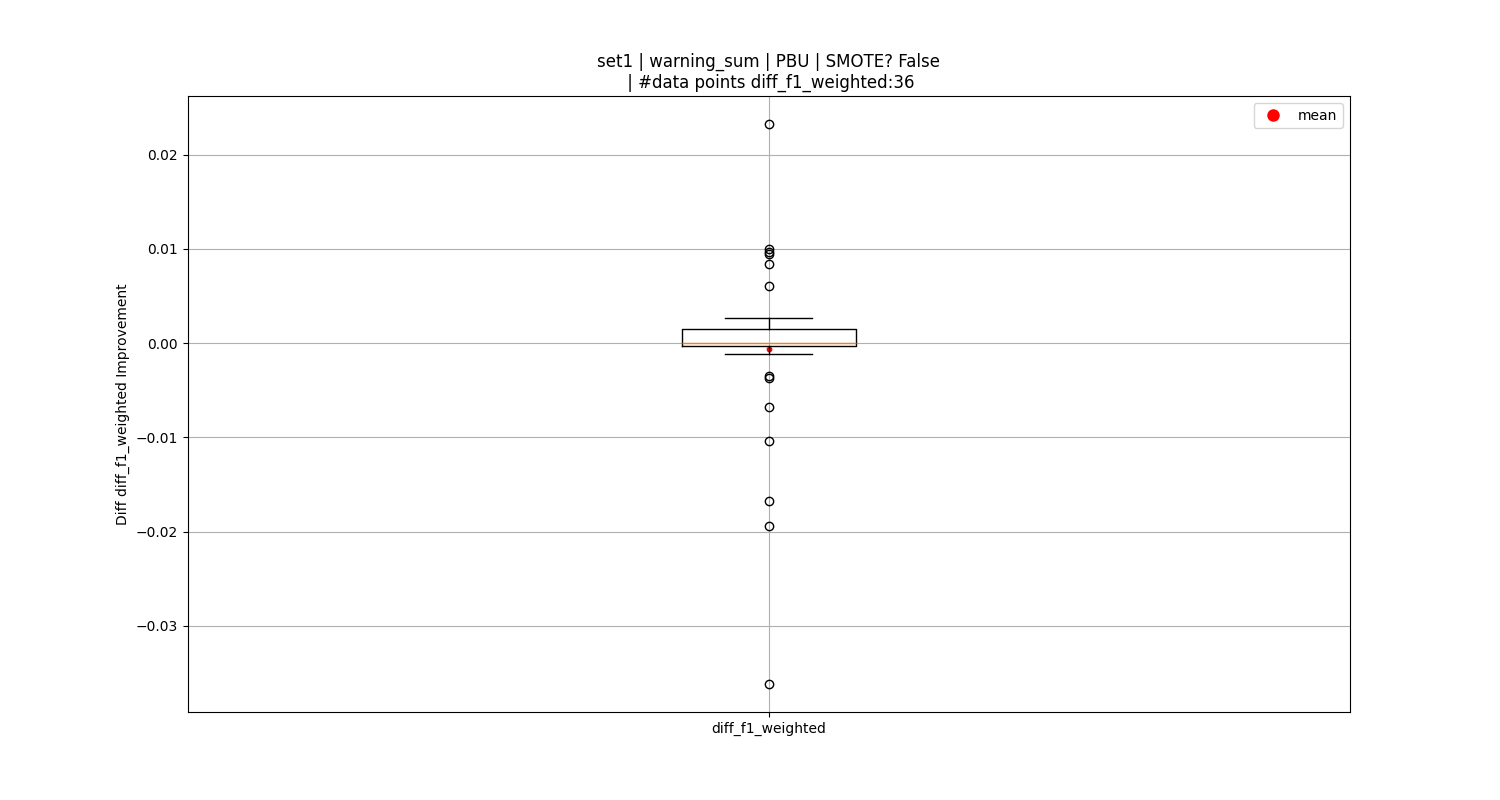 set1 | warning_sum | PBU | SMOTE? False
| #data points diff_f1_weighted:36
mean
0.02
0.01
0.00
−0.01
−0.02
−0.03
Diff diff_f1_weighted Improvement
diff_f1_weighted